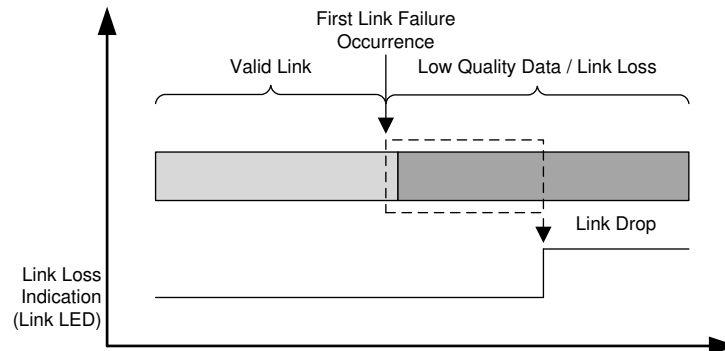 First Link Failure
Occurrence
Valid Link
Low Quality Data / Link Loss
Link Drop
Link Loss
Indication
(Link LED)